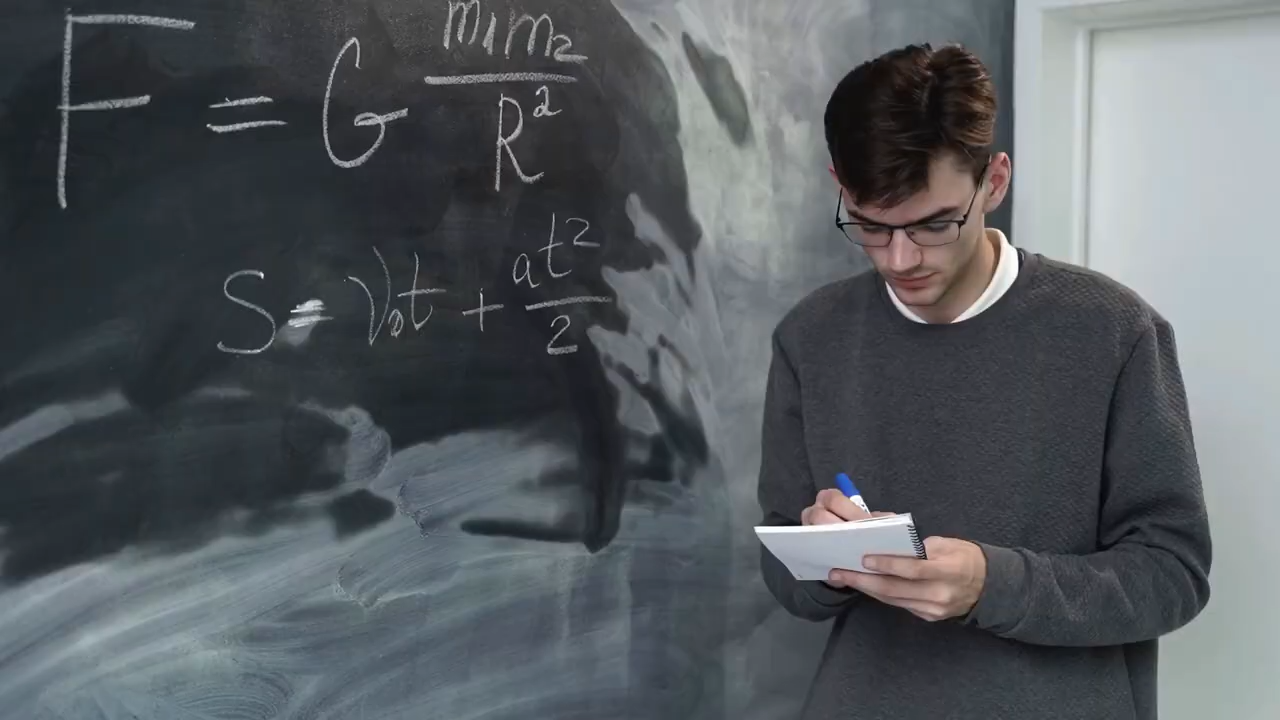 F = G m₁m₂/R²
S = V₀t + at²/2